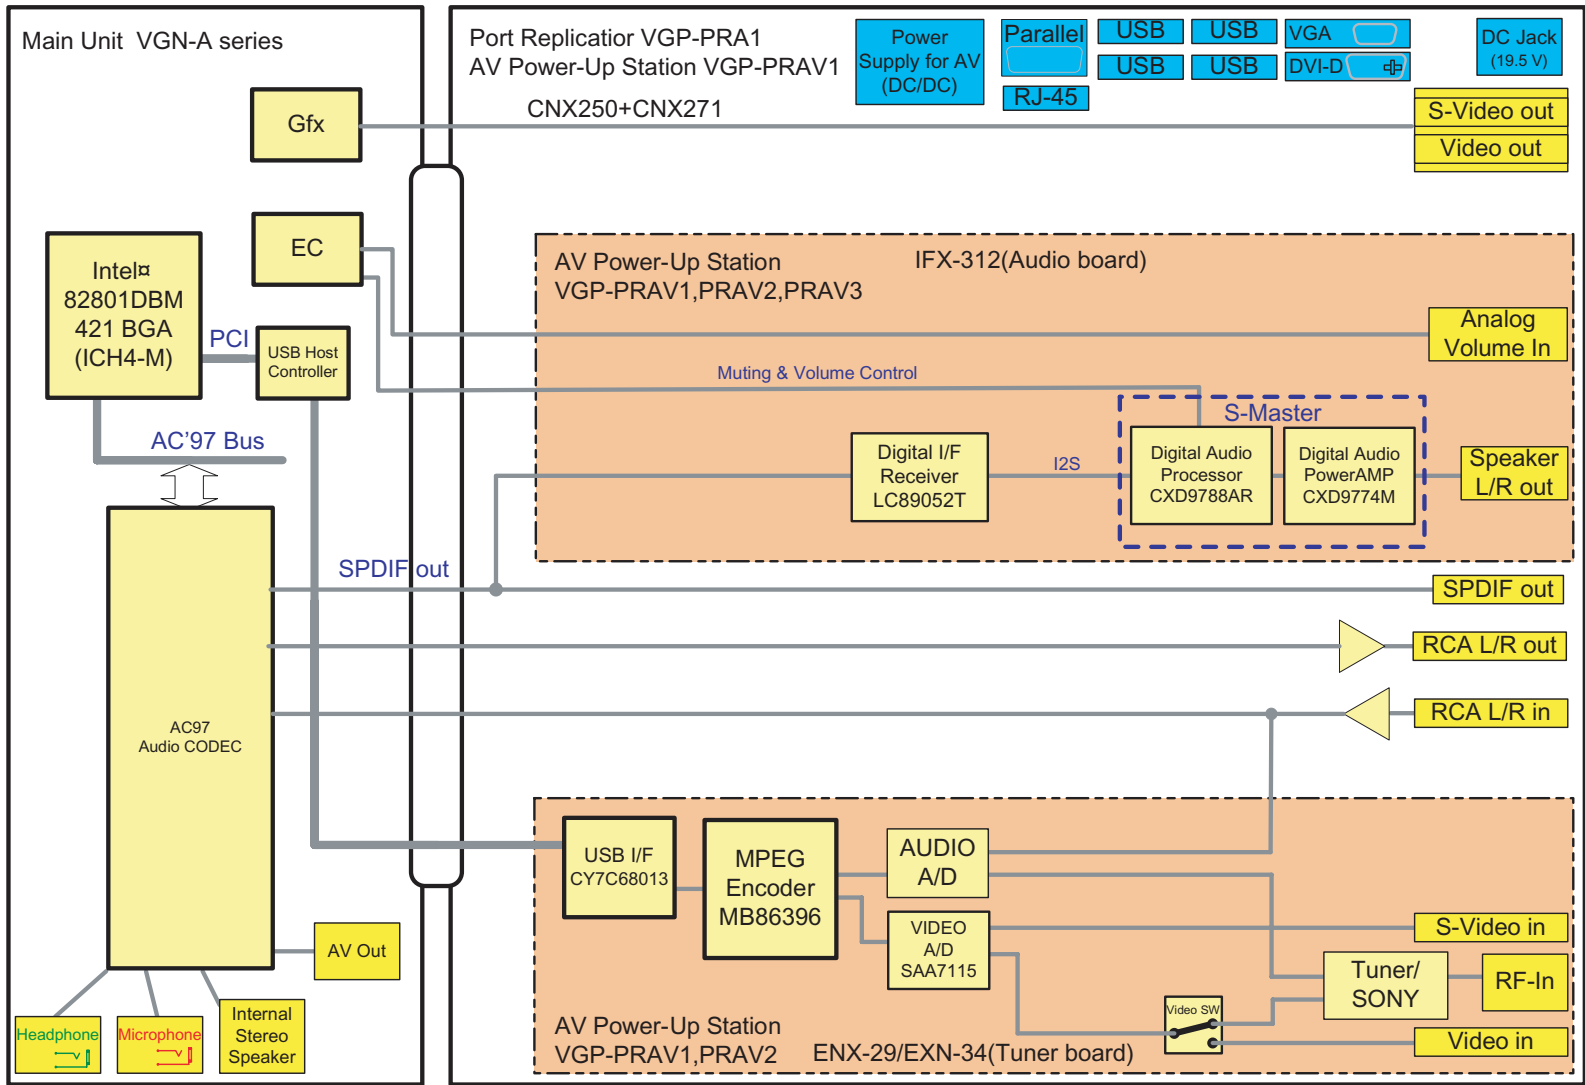 Main Unit  VGN-A series
Port Replicatior VGP-PRA1
AV Power-Up Station VGP-PRAV1
CNX250+CNX271
Power
Supply for AV
(DC/DC)
Parallel
RJ-45
USB
USB
USB
USB
VGA
DVI-D
DC Jack
(19.5 V)
Gfx
S-Video out
Video out
EC
Intel¤
82801DBM
421 BGA
(ICH4-M)
PCI
USB Host
Controller
AC’97 Bus
AV Power-Up Station
VGP-PRAV1,PRAV2,PRAV3
IFX-312(Audio board)
Analog
Volume In
Muting & Volume Control
S-Master
Digital I/F
Receiver
LC89052T
I2S
Digital Audio
Processor
CXD9788AR
Digital Audio
PowerAMP
CXD9774M
Speaker
L/R out
SPDIF out
SPDIF out
RCA L/R out
RCA L/R in
AC97
Audio CODEC
USB I/F
CY7C68013
MPEG
Encoder
MB86396
AUDIO
A/D
VIDEO
A/D
SAA7115
S-Video in
Tuner/
SONY
RF-In
Video SW
Video in
AV Out
Headphone
Microphone
Internal
Stereo
Speaker
AV Power-Up Station
VGP-PRAV1,PRAV2
ENX-29/EXN-34(Tuner board)